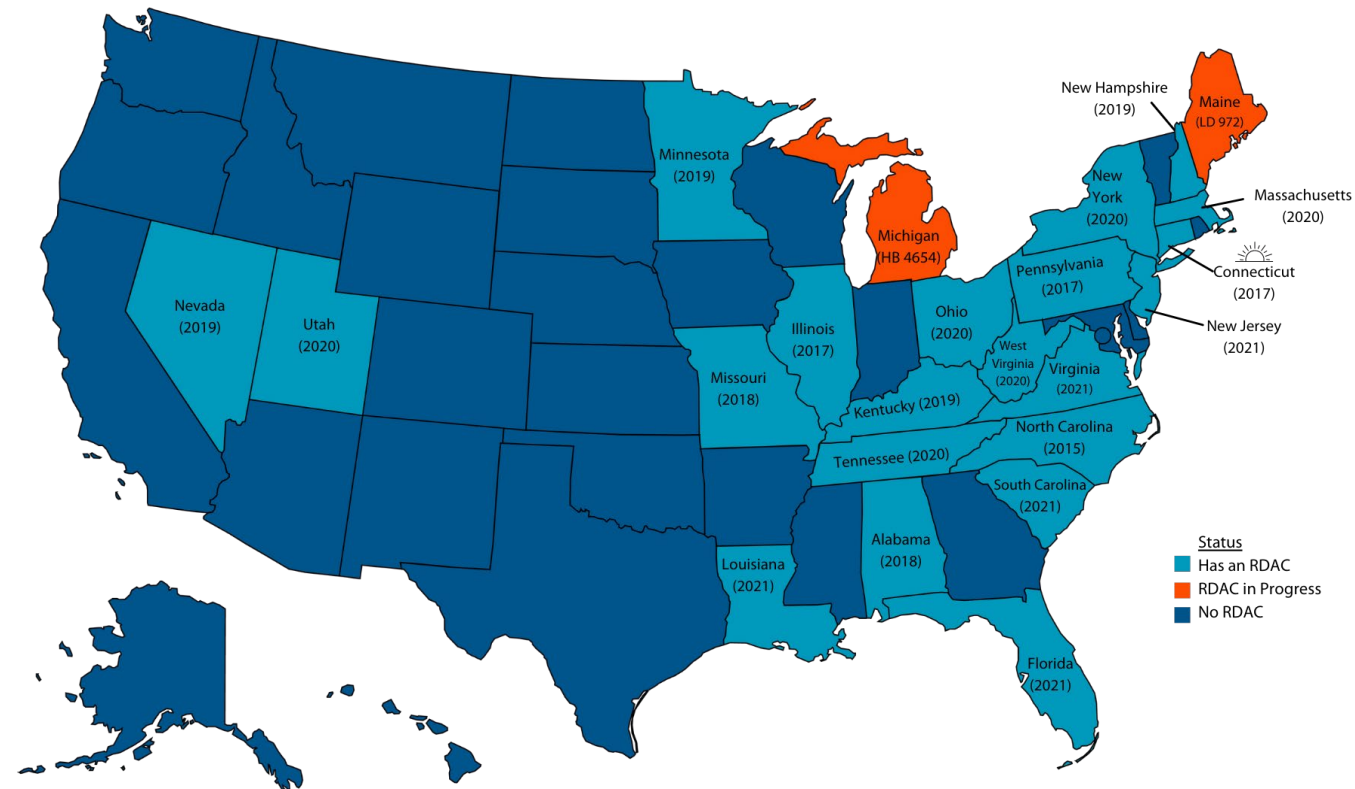 New Hampshire
(2019)
Maine
(LD 972)
Minnesota
(2019)
New
York
(2020)
Massachusetts
(2020)
Michigan
(HB 4654)
Connecticut
(2017)
Pennsylvania
(2017)
Nevada
(2019)
Utah
(2020)
Illinois
(2017)
Ohio
(2020)
New Jersey
(2021)
West
Virginia
(2020)
Virginia
(2021)
Missouri
(2018)
Kentucky (2019)
North Carolina
(2015)
Tennessee (2020)
South Carolina
(2021)
Alabama
(2018)
Louisiana
(2021)
Florida
(2021)
Status
Has an RDAC
RDAC in Progress
No RDAC